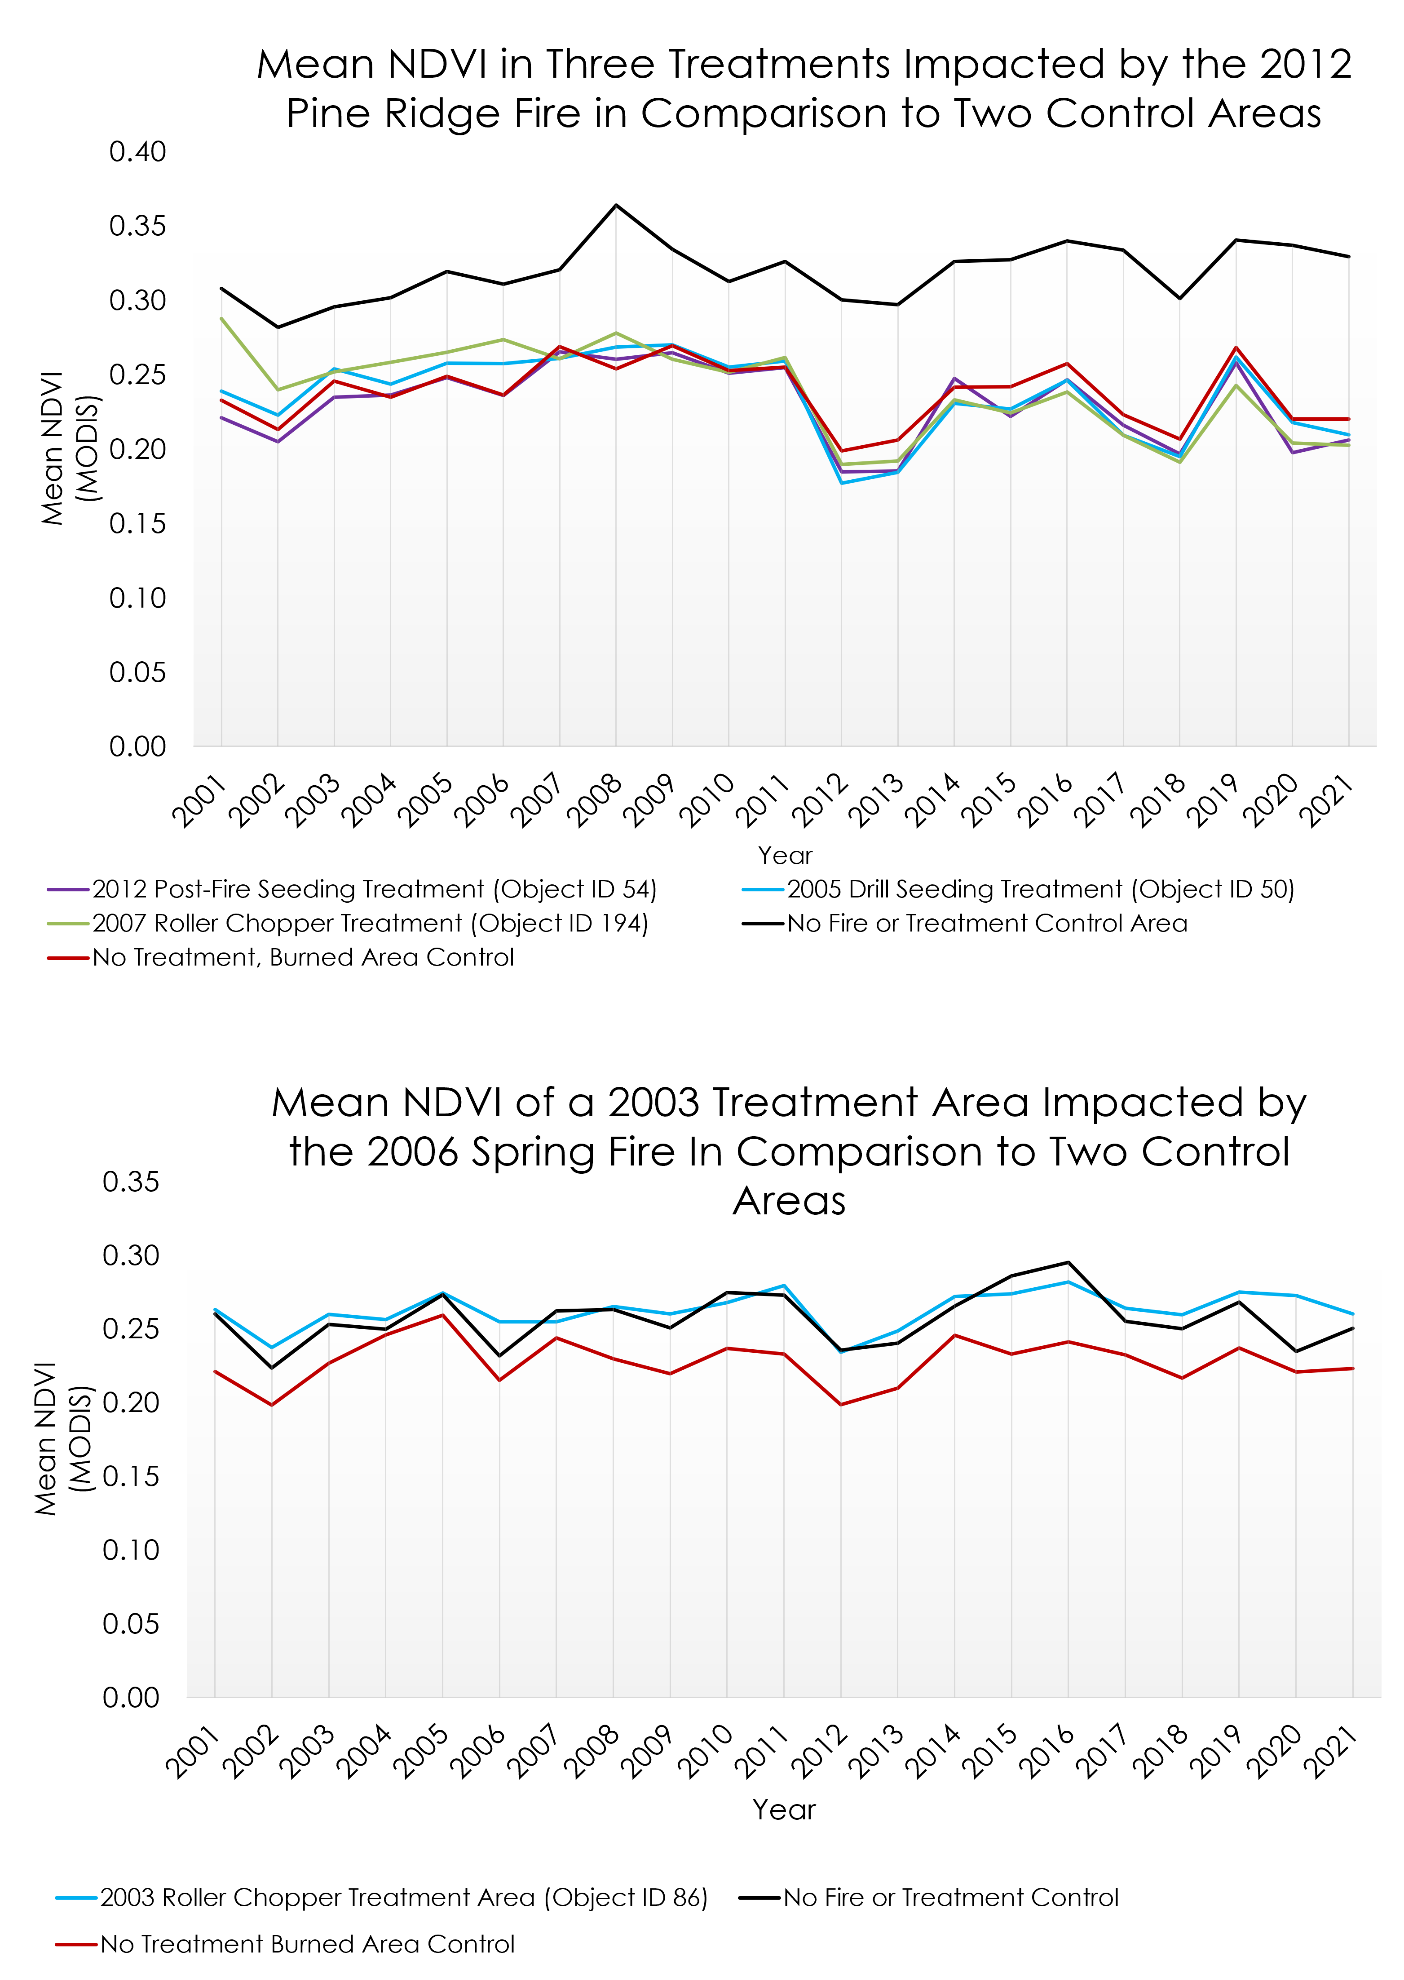 Mean NDVI in Three Treatments Impacted by the 2012
Pine Ridge Fire in Comparison to Two Control Areas
0.40
0.35
0.30
0.25
0.20
0.15
0.10
0.05
0.00
Mean NDVI
(MODIS)
2001 2002 2003 2004 2005 2006 2007 2008 2009 2010 2011 2012 2013 2014 2015 2016 2017 2018 2019 2020 2021
Year
2012 Post-Fire Seeding Treatment (Object ID 54) 2005 Drill Seeding Treatment (Object ID 50)
2007 Roller Chopper Treatment (Object ID 194) No Fire or Treatment Control Area
No Treatment, Burned Area Control
Mean NDVI of a 2003 Treatment Area Impacted by
the 2006 Spring Fire In Comparison to Two Control
Areas
0.35
0.30
0.25
0.20
0.15
0.10
0.05
0.00
Mean NDVI
(MODIS)
2001 2002 2003 2004 2005 2006 2007 2008 2009 2010 2011 2012 2013 2014 2015 2016 2017 2018 2019 2020 2021
Year
2003 Roller Chopper Treatment Area (Object ID 86) No Fire or Treatment Control
No Treatment Burned Area Control